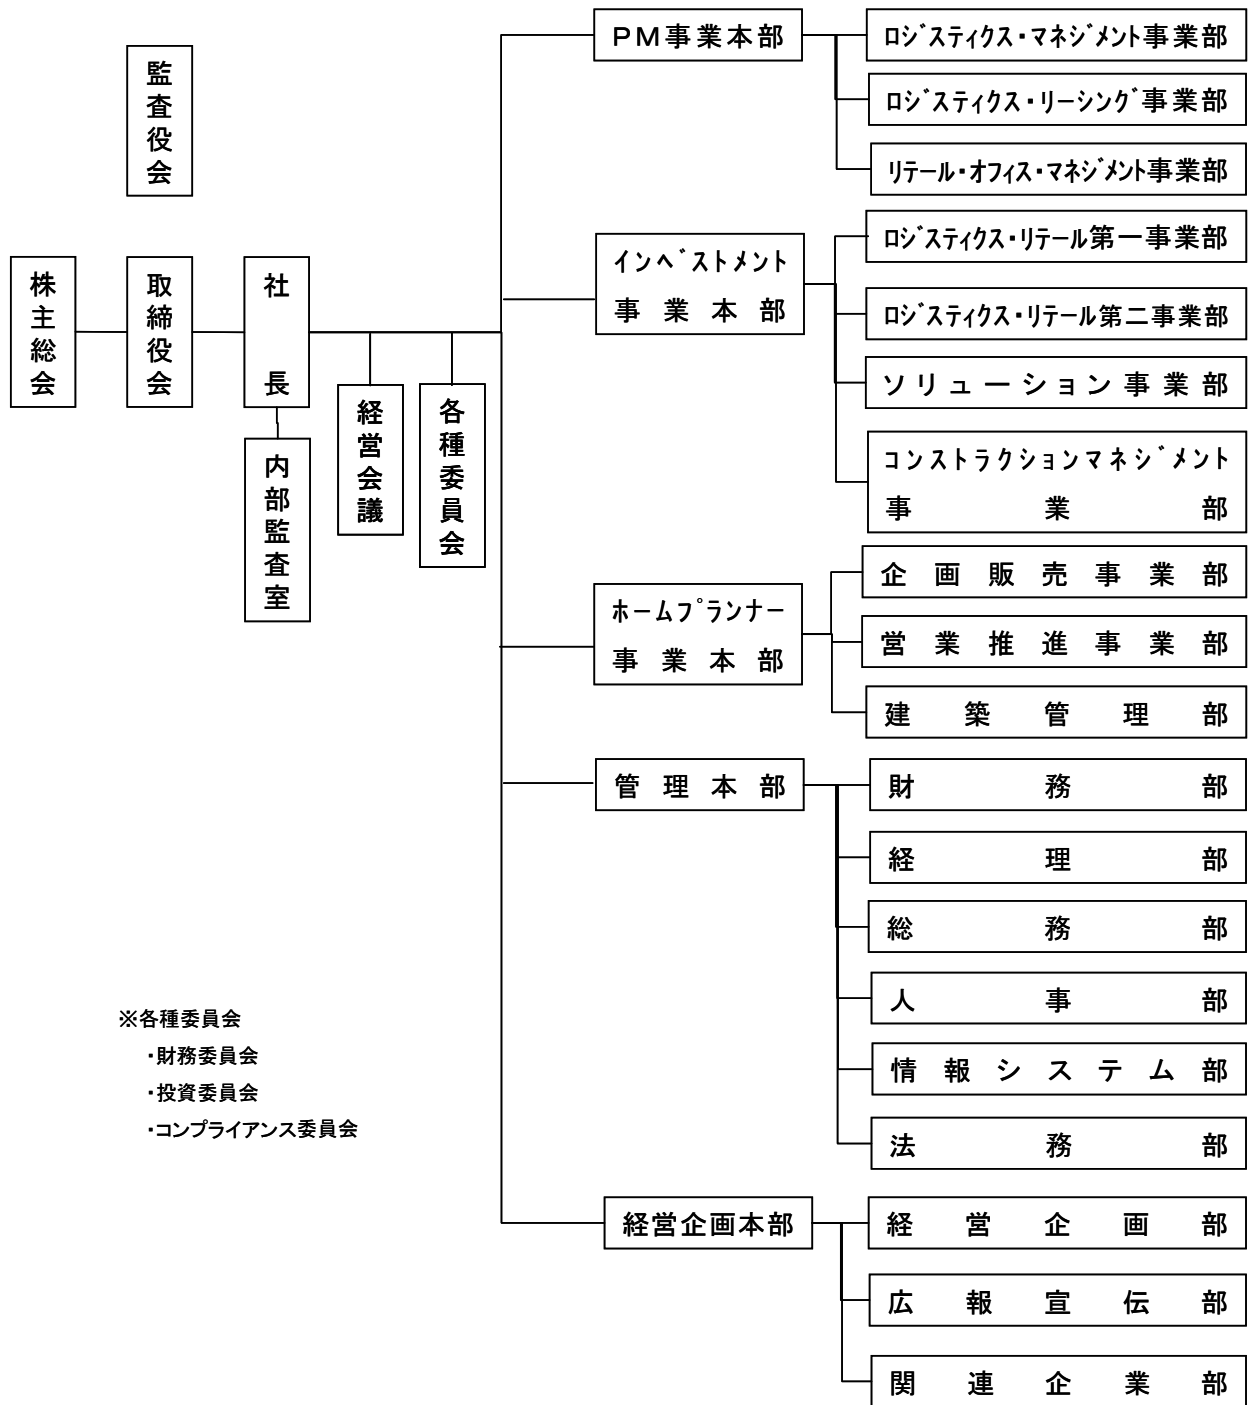 監査役会
株主総会
取締役会
社長
内部監査室
経営会議
各種委員会
ＰＭ事業本部
ﾛｼﾞｽﾃｨｸｽ・ﾏﾈｼﾞﾒﾝﾄ事業部
ﾛｼﾞｽﾃｨｸｽ・ﾘｰｼﾝｸﾞ事業部
ﾘﾃｰﾙ・ｵﾌｨｽ・ﾏﾈｼﾞﾒﾝﾄ事業部
ｲﾝﾍﾞｽﾄﾒﾝﾄ
事業本部
ﾛｼﾞｽﾃｨｸｽ・ﾘﾃｰﾙ第一事業部
ﾛｼﾞｽﾃｨｸｽ・ﾘﾃｰﾙ第二事業部
ソリューション事業部
ｺﾝｽﾄﾗｸｼｮﾝﾏﾈｼﾞﾒﾝﾄ
事業部
ﾎｰﾑﾌﾟﾗﾝﾅｰ
事業本部
企画販売事業部
営業推進事業部
建築管理部
管理本部
財務部
経理部
総務部
人事部
情報システム部
法務部
経営企画本部
経営企画部
広報宣伝部
関連企業部
※各種委員会
・財務委員会
・投資委員会
・コンプライアンス委員会